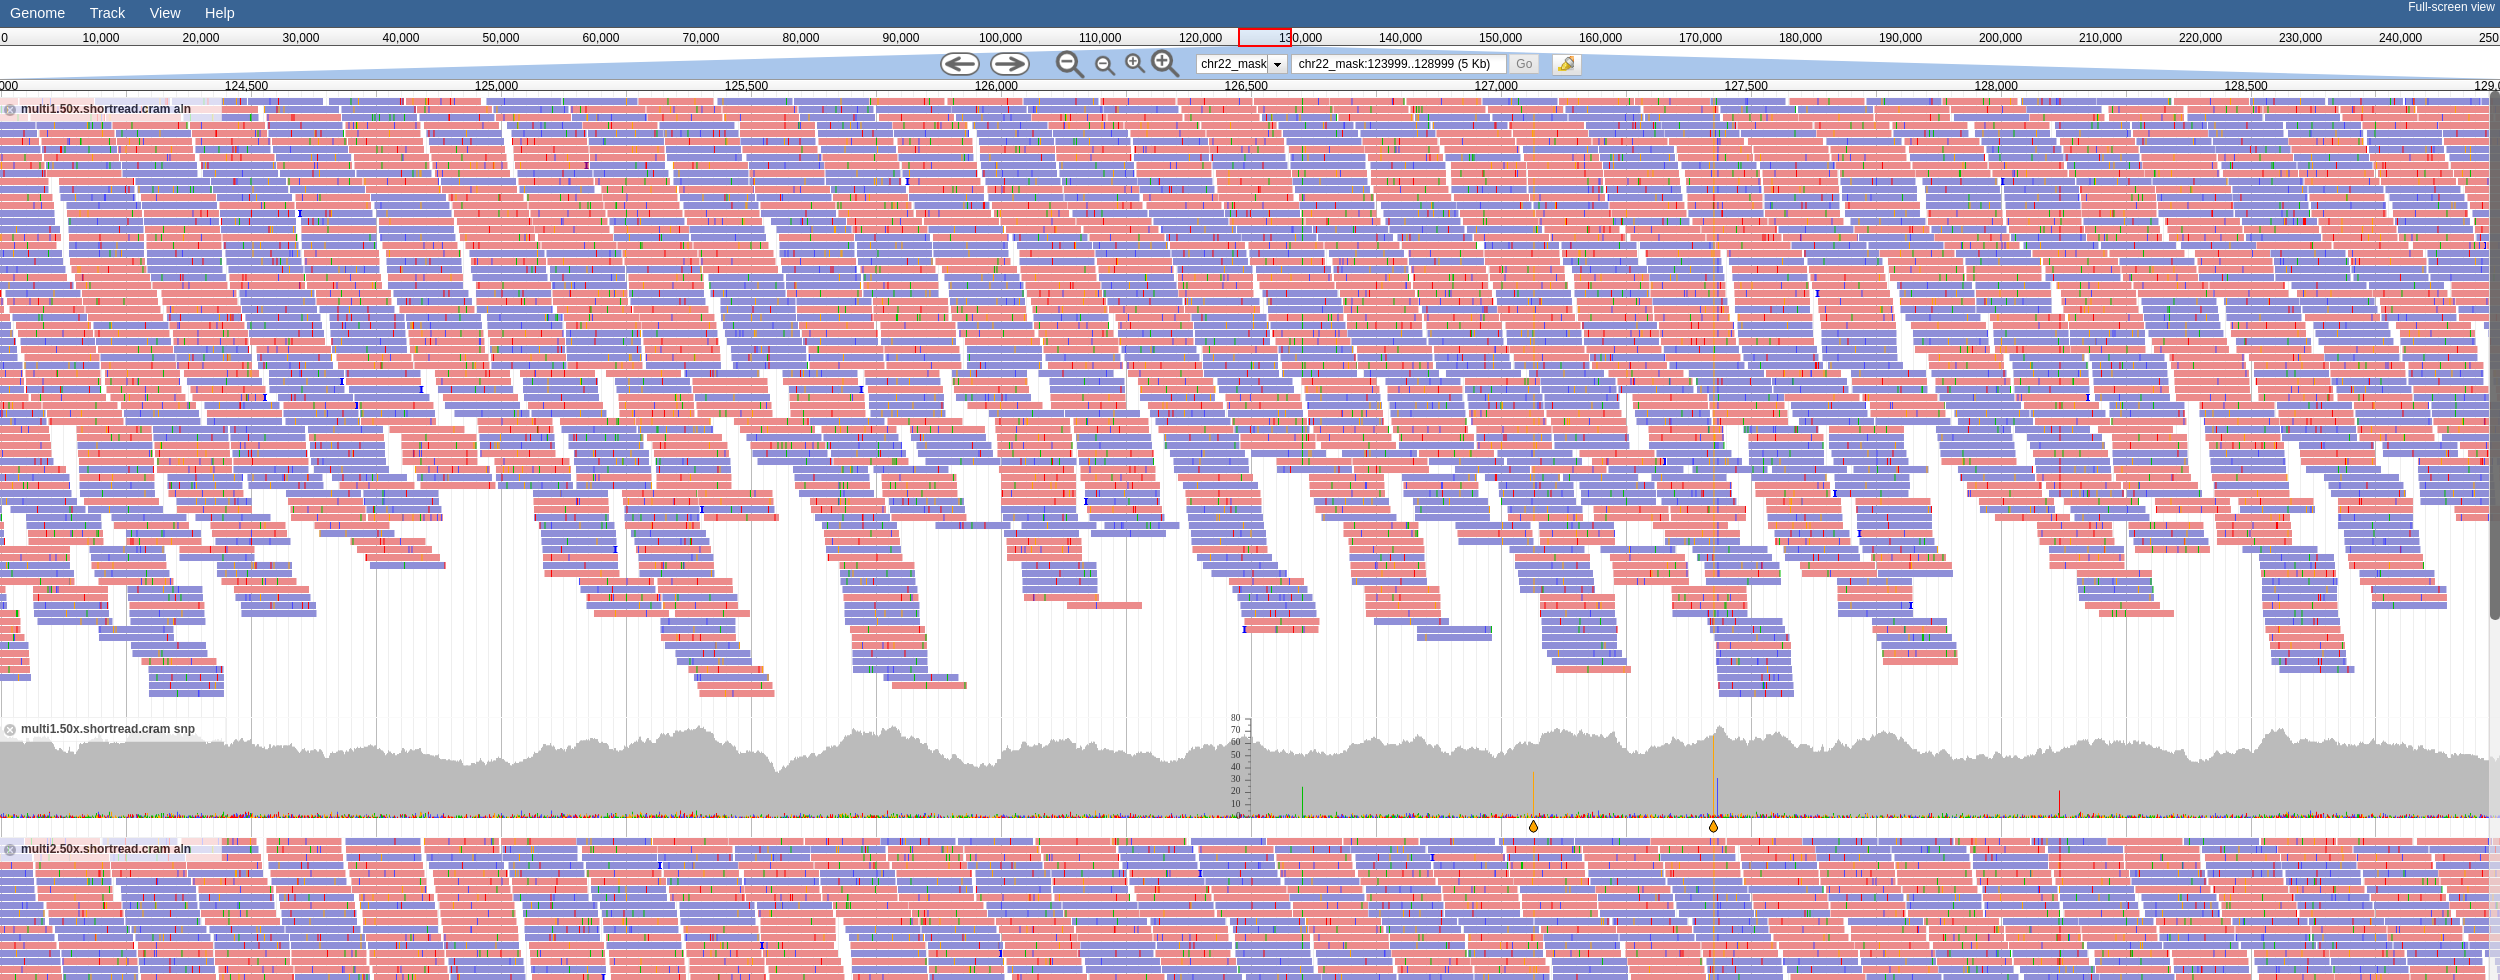 Genome Track View Help Full-screen view
0 10,000 20,000 30,000 40,000 50,000 60,000 70,000 80,000 90,000 100,000 110,000 120,000 130,000 140,000 150,000 160,000 170,000 180,000 190,000 200,000 210,000 220,000 230,000 240,000 250
chr22_mask chr22_mask:123999..128999 (5 Kb) Go
000 124,500 125,000 125,500 126,000 126,500 127,000 127,500 128,000 128,500 129,0
multi1.50x.shortread.cram aln
multi1.50x.shortread.cram snp
80
70
60
50
40
30
20
10
0
multi2.50x.shortread.cram aln